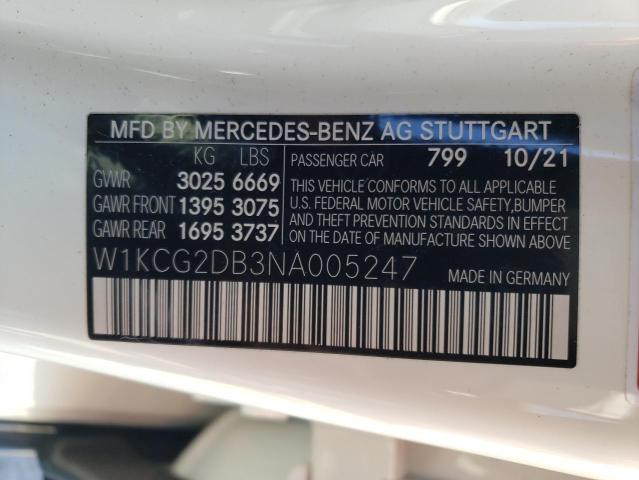 MFD BY MERCEDES-BENZ AG STUTTGART
KG LBS
GVWR 3025 6669
GAWR FRONT 1395 3075
GAWR REAR 1695 3737
PASSENGER CAR 799 10/21
THIS VEHICLE CONFORMS TO ALL APPLICABLE
U.S. FEDERAL MOTOR VEHICLE SAFETY,BUMPER
AND THEFT PREVENTION STANDARDS IN EFFECT
ON THE DATE OF MANUFACTURE SHOWN ABOVE.
W1KCG2DB3NA005247
MADE IN GERMANY